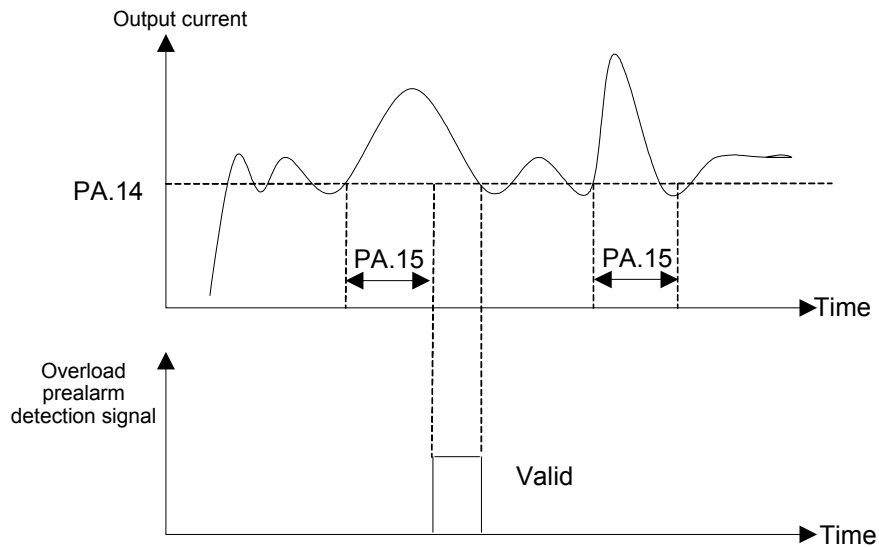 Output current
PA.14
PA.15
PA.15
Time
Overload
prealarm
detection signal
Valid
Time